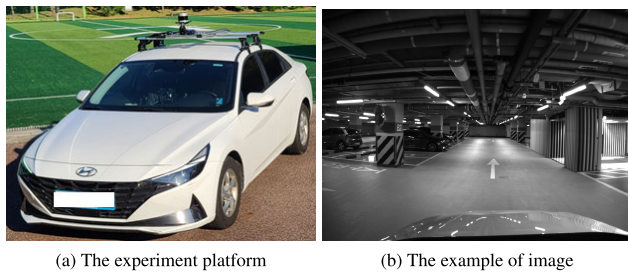 (a) The experiment platform
(b) The example of image